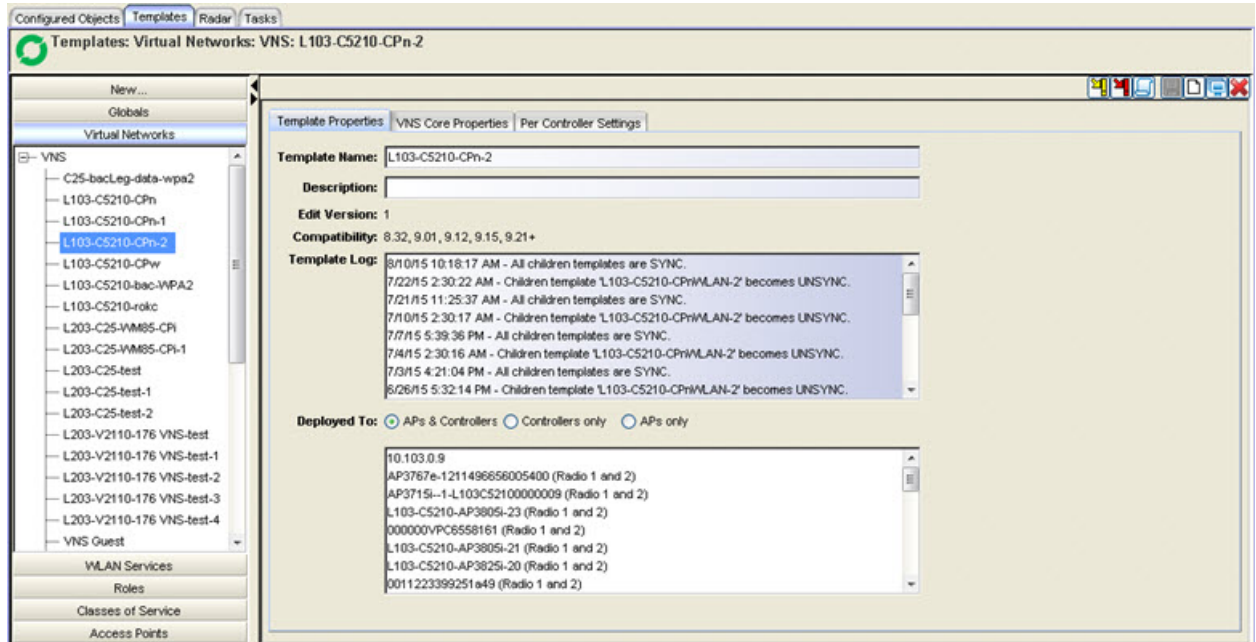 Configured Objects Templates Radar Tasks
Templates: Virtual Networks: VNS: L103-C5210-CPn-2
New...
Globals
Virtual Networks
VNS
C25-bacLeg-data-wpa2
L103-C5210-CPn
L103-C5210-CPn-1
L103-C5210-CPn-2
L103-C5210-CPw
L103-C5210-bac-WPA2
L103-C5210-rokc
L203-C25-WM85-CPi
L203-C25-WM85-CPi-1
L203-C25-test
L203-C25-test-1
L203-C25-test-2
L203-V2110-176 VNS-test
L203-V2110-176 VNS-test-1
L203-V2110-176 VNS-test-2
L203-V2110-176 VNS-test-3
L203-V2110-176 VNS-test-4
VNS Guest
WLAN Services
Roles
Classes of Service
Access Points
Template Properties VNS Core Properties Per Controller Settings
Template Name: L103-C5210-CPn-2
Description:
Edit Version: 1
Compatibility: 8.32, 9.01, 9.12, 9.15, 9.21+
Template Log: 8/10/15 10:18:17 AM - All children templates are SYNC.
7/22/15 2:30:22 AM - Children template 'L103-C5210-CPnWLAN-2' becomes UNSYNC.
7/21/15 11:25:37 AM - All children templates are SYNC.
7/10/15 2:30:17 AM - Children template 'L103-C5210-CPnWLAN-2' becomes UNSYNC.
7/7/15 5:39:36 PM - All children templates are SYNC.
7/4/15 2:30:16 AM - Children template 'L103-C5210-CPnWLAN-2' becomes UNSYNC.
7/3/15 4:21:04 PM - All children templates are SYNC.
6/26/15 5:32:14 PM - Children template 'L103-C5210-CPnWLAN-2' becomes UNSYNC.
Deployed To: APs & Controllers Controllers only APs only
10.103.0.9
AP3767e-1211496656005400 (Radio 1 and 2)
AP3715i--1-L103C52100000009 (Radio 1 and 2)
L103-C5210-AP3805i-23 (Radio 1 and 2)
000000VPC6558161 (Radio 1 and 2)
L103-C5210-AP3805i-21 (Radio 1 and 2)
L103-C5210-AP3825i-20 (Radio 1 and 2)
0011223399251a49 (Radio 1 and 2)